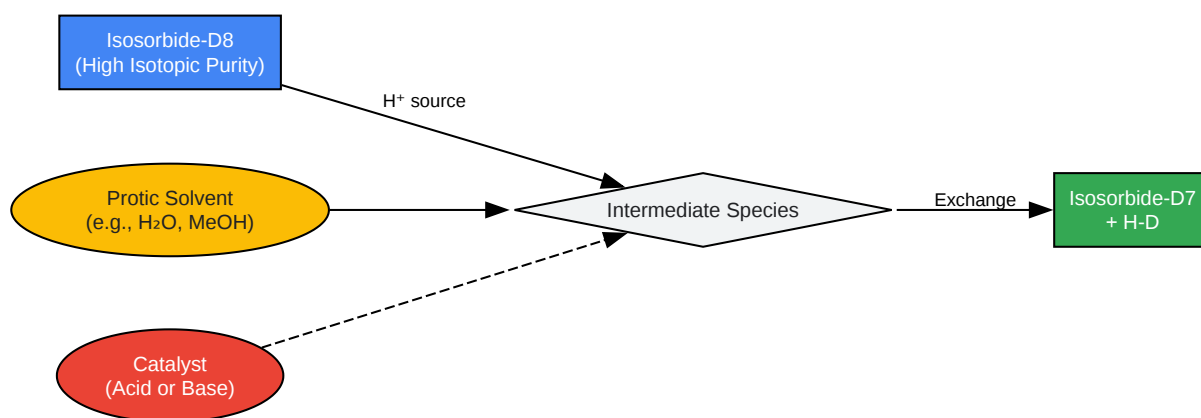 Isosorbide-D8
(High Isotopic Purity)
H⁺ source
Protic Solvent
(e.g., H₂O, MeOH)
Intermediate Species
Exchange
Isosorbide-D7
+ H-D
Catalyst
(Acid or Base)